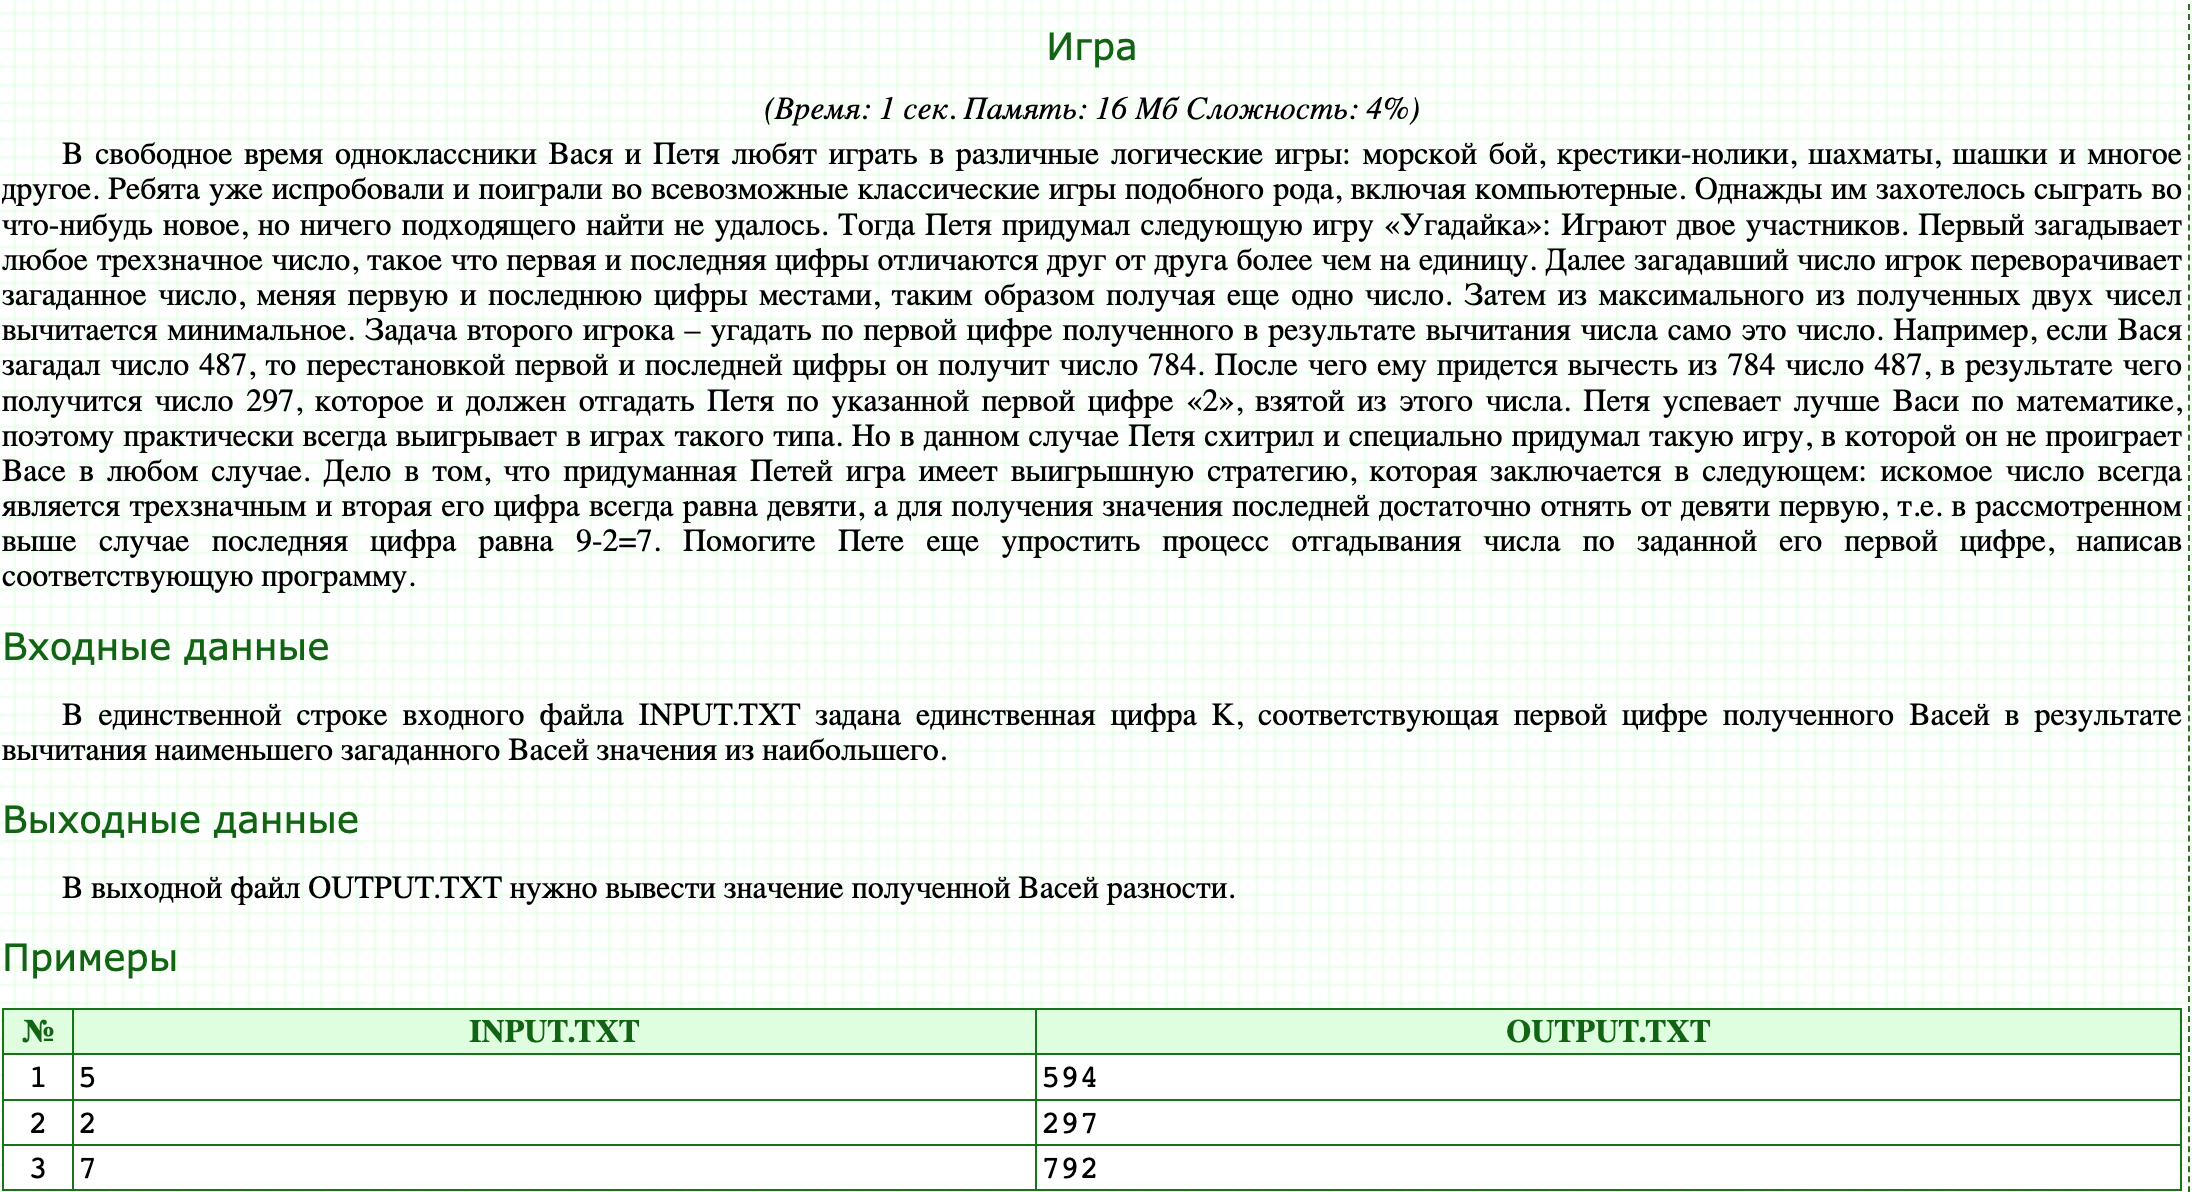 Игра
(Время: 1 сек. Память: 16 Мб Сложность: 4%)
В свободное время одноклассники Вася и Петя любят играть в различные логические игры: морской бой, крестики-нолики, шахматы, шашки и многое
другое. Ребята уже испробовали и поиграли во всевозможные классические игры подобного рода, включая компьютерные. Однажды им захотелось сыграть во
что-нибудь новое, но ничего подходящего найти не удалось. Тогда Петя придумал следующую игру «Угадайка»: Играют двое участников. Первый загадывает
любое трехзначное число, такое что первая и последняя цифры отличаются друг от друга более чем на единицу. Далее загадавший число игрок переворачивает
загаданное число, меняя первую и последнюю цифры местами, таким образом получая еще одно число. Затем из максимального из полученных двух чисел
вычитается минимальное. Задача второго игрока – угадать по первой цифре полученного в результате вычитания числа само это число. Например, если Вася
загадал число 487, то перестановкой первой и последней цифры он получит число 784. После чего ему придется вычесть из 784 число 487, в результате чего
получится число 297, которое и должен отгадать Петя по указанной первой цифре «2», взятой из этого числа. Петя успевает лучше Васи по математике,
поэтому практически всегда выигрывает в играх такого типа. Но в данном случае Петя схитрил и специально придумал такую игру, в которой он не проиграет
Васе в любом случае. Дело в том, что придуманная Петей игра имеет выигрышную стратегию, которая заключается в следующем: искомое число всегда
является трехзначным и вторая его цифра всегда равна девяти, а для получения значения последней достаточно отнять от девяти первую, т.е. в рассмотренном
выше случае последняя цифра равна 9-2=7. Помогите Пете еще упростить процесс отгадывания числа по заданной его первой цифре, написав
соответствующую программу.
Входные данные
В единственной строке входного файла INPUT.TXT задана единственная цифра K, соответствующая первой цифре полученного Васей в результате
вычитания наименьшего загаданного Васей значения из наибольшего.
Выходные данные
В выходной файл OUTPUT.TXT нужно вывести значение полученной Васей разности.
Примеры
№ INPUT.TXT OUTPUT.TXT
1 5 594
2 2 297
3 7 792